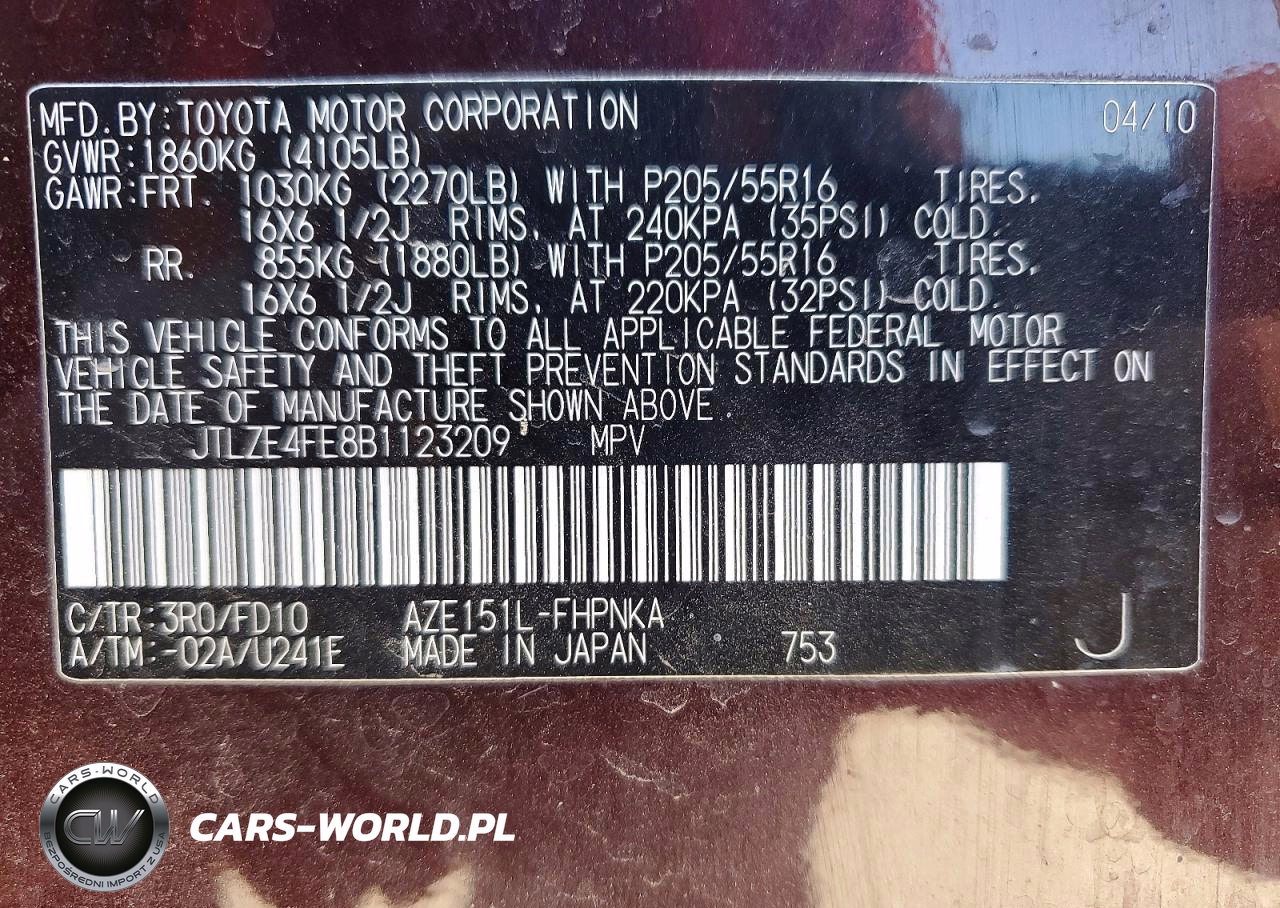 MFD. BY: TOYOTA MOTOR CORPORATION 04/10
GVWR: 1860KG (4105LB)
GAWR: FRT. 1030KG (2270LB) WITH P205/55R16 TIRES,
16X6 1/2J RIMS, AT 240KPA (35PSI) COLD.
RR. 855KG (1880LB) WITH P205/55R16 TIRES,
16X6 1/2J RIMS, AT 220KPA (32PSI) COLD.
THIS VEHICLE CONFORMS TO ALL APPLICABLE FEDERAL MOTOR
VEHICLE SAFETY AND THEFT PREVENTION STANDARDS IN EFFECT ON
THE DATE OF MANUFACTURE SHOWN ABOVE
JTLZE4FE8B1123209 MPV
C/TR: 3R0/FD10 AZE151L-FHPNKA
A/TM: -02A/U241E MADE IN JAPAN 753 J
CARS-WORLD
CW
BEZPOŚREDNI IMPORT Z USA
CARS-WORLD.PL